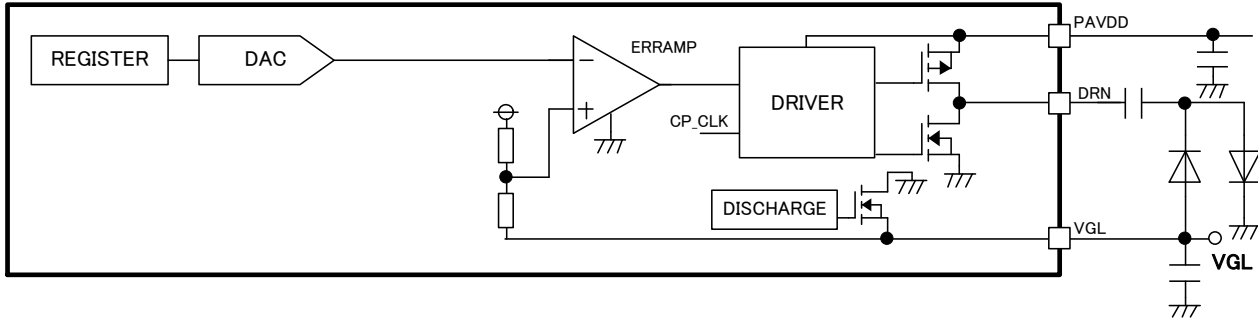 PAVDD
REGISTER
DAC
ERRAMP
−
+
DRIVER
DRN
CP_CLK
DISCHARGE
VGL
VGL